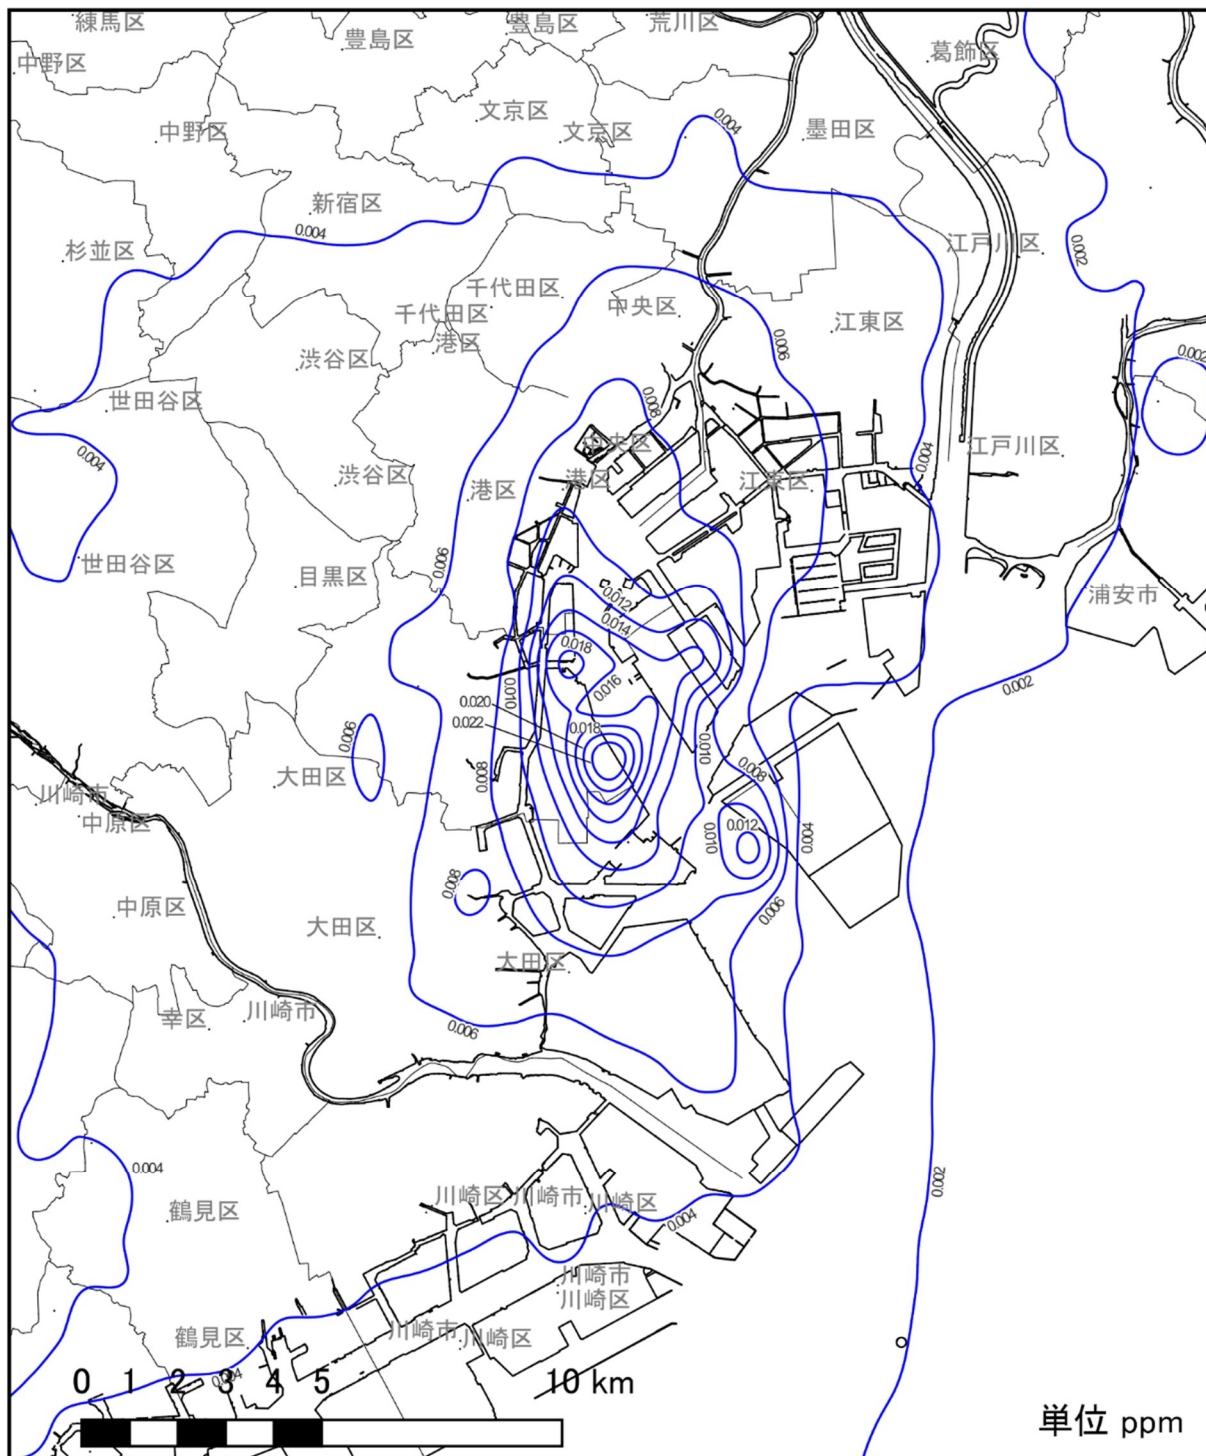 練馬区
豊島区
豊島区
荒川区
葛飾区
中野区
文京区
文京区
中野区
墨田区
0.004
新宿区
0.004
杉並区
江戸川区
0.002
千代田区
千代田区
中央区
江東区
港区
0.006
渋谷区
0.002
世田谷区
0.008
中央区
江戸川区
0.004
0.004
渋谷区
港区
港区
江東区
世田谷区
0.006
目黒区
0.012
浦安市
0.014
0.018
0.010
0.016
0.002
0.020
0.022
0.018
0.006
0.010
大田区
0.008
0.008
川崎市
中原区
0.010
0.012
0.004
0.008
中原区
大田区
0.006
大田区
幸区
川崎市
0.006
0.004
鶴見区
川崎区
川崎市
川崎区
0.002
0.004
川崎市
川崎区
鶴見区
川崎市
川崎区
0.004
0 1 2 3 4 5 10 km
単位 ppm